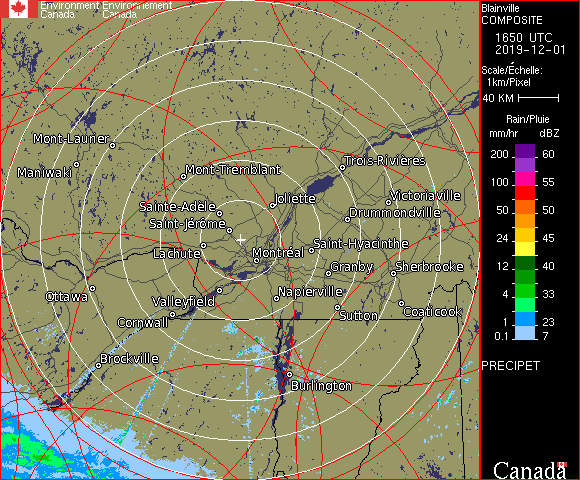 Environment Environnement
Canada Canada
Blainville
COMPOSITE
1650 UTC
2019-12-01
Scale/Échelle:
1km/Pixel
40 KM
Rain/Pluie
mm/hr dBZ
200 60
100 55
50 50
24 45
12 40
4 33
1 23
0.1 7
PRECIPET
Canada
Mont-Laurier
Maniwaki
Mont-Tremblant
Trois-Rivières
Joliette
Victoriaville
Sainte-Adèle
Drummondville
Saint-Jérôme
Lachute
Montréal
Saint-Hyacinthe
Granby
Sherbrooke
Ottawa
Valleyfield
Napierville
Cornwall
Sutton
Coaticook
Brockville
Burlington